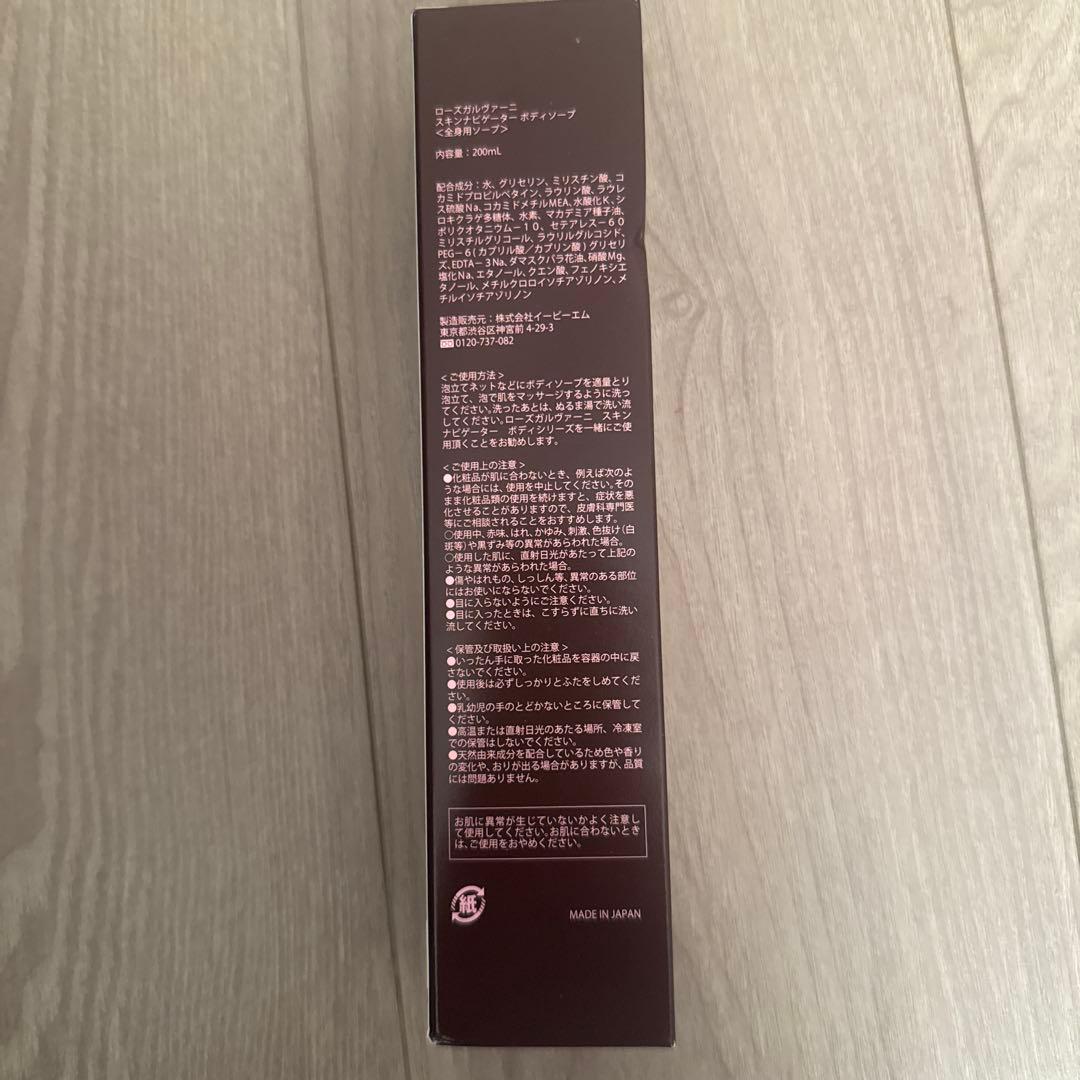 ローズガルヴァーニ
スキンナビゲーター ボディソープ
＜全身用ソープ＞
内容量：200mL
配合成分：水、グリセリン、ミリスチン酸、コ
カミドプロピルベタイン、ラウリン酸、ラウレ
ス硫酸Na、コカミドメチルMEA、水酸化K、シ
ロキクラゲ多糖体、水素、マカデミア種子油、
ポリクオタニウム－１０、セテアレス－６０
ミリスチルグリコール、ラウリルグルコシド、
PEG－６(カプリル酸／カプリン酸)グリセリ
ズ、EDTA－３Na、ダマスクバラ花油、硝酸Mg、
塩化Na、エタノール、クエン酸、フェノキシエ
タノール、メチルクロロイソチアゾリノン、メ
チルイソチアゾリノン
製造販売元：株式会社イービーエム
東京都渋谷区神宮前 4-29-3
0120-737-082
＜ご使用方法＞
泡立てネットなどにボディソープを適量とり
泡立て、泡で肌をマッサージするように洗っ
てください。洗ったあとは、ぬるま湯で洗い流
してください。ローズガルヴァーニ　スキン
ナビゲーター　ボディシリーズを一緒にご使
用頂くことをお勧めします。
＜ご使用上の注意＞
●化粧品が肌に合わないとき、例えば次のよ
うな場合には、使用を中止してください。その
まま化粧品類の使用を続けますと、症状を悪
化させることがありますので、皮膚科専門医
等にご相談されることをおすすめします。
○使用中、赤味、はれ、かゆみ、刺激、色抜け（白
斑等）や黒ずみ等の異常があらわれた場合。
○使用した肌に、直射日光があたって上記の
ような異常があらわれた場合。
●傷やはれもの、しっしん等、異常のある部位
にはお使いにならないでください。
●目に入らないようにご注意ください。
●目に入ったときは、こすらずに直ちに洗い
流してください。
＜保管及び取扱い上の注意＞
●いったん手に取った化粧品を容器の中に戻
さないでください。
●使用後は必ずしっかりとふたをしめてくだ
さい。
●乳幼児の手のとどかないところに保管して
ください。
●高温または直射日光のあたる場所、冷凍室
での保管はしないでください。
●天然由来成分を配合しているため色や香り
の変化や、おりが出る場合がありますが、品質
には問題ありません。
お肌に異常が生じていないかよく注意し
て使用してください。お肌に合わないとき
は、ご使用をおやめください。
紙
MADE IN JAPAN